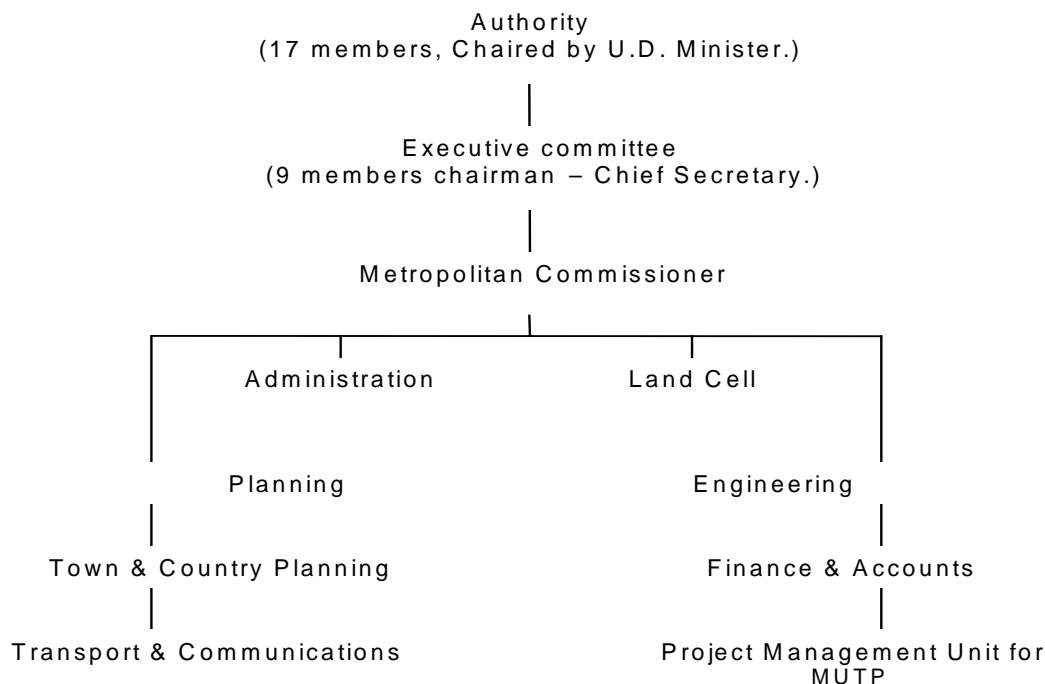 Authority
(17 members, Chaired by U.D. Minister.)
Executive committee
(9 members chairman – Chief Secretary.)
Metropolitan Commissioner
Administration
Land Cell
Planning
Engineering
Town & Country Planning
Finance & Accounts
Transport & Communications
Project Management Unit for
MUTP